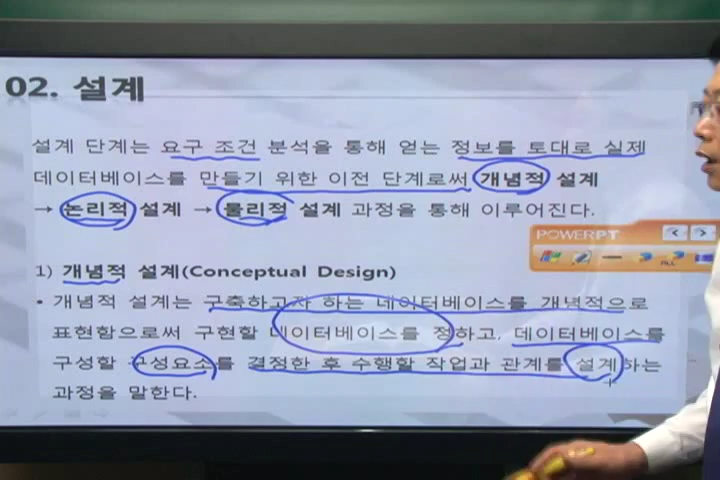 02. 설계
설계 단계는 요구 조건 분석을 통해 얻는 정보를 토대로 실제
데이터베이스를 만들기 위한 이전 단계로써 개념적 설계
→ 논리적 설계 → 물리적 설계 과정을 통해 이루어진다.
POWERPT
1) 개념적 설계(Conceptual Design)
• 개념적 설계는 구축하고자 하는 데이터베이스를 개념적으로
표현함으로써 구현할 데이터베이스를 정하고, 데이터베이스를
구성할 구성요소를 결정한 후 수행할 작업과 관계를 설계하는
과정을 말한다.